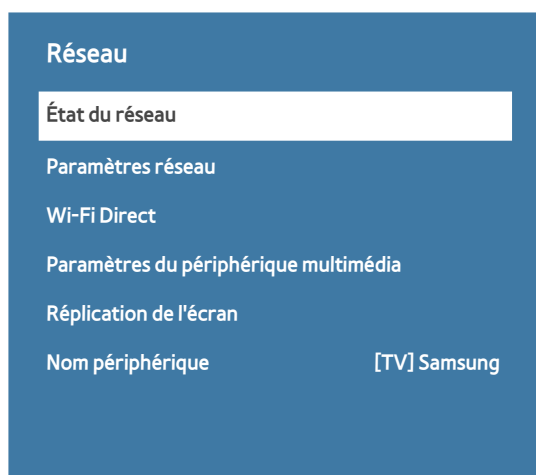 Réseau
État du réseau
Paramètres réseau
Wi-Fi Direct
Paramètres du périphérique multimédia
Réplication de l'écran
Nom périphérique [TV] Samsung